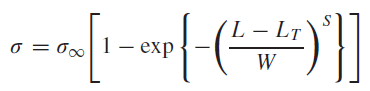 σ = σ∞ [ 1 − exp { − ( (L − L_T) / W )^S } ]